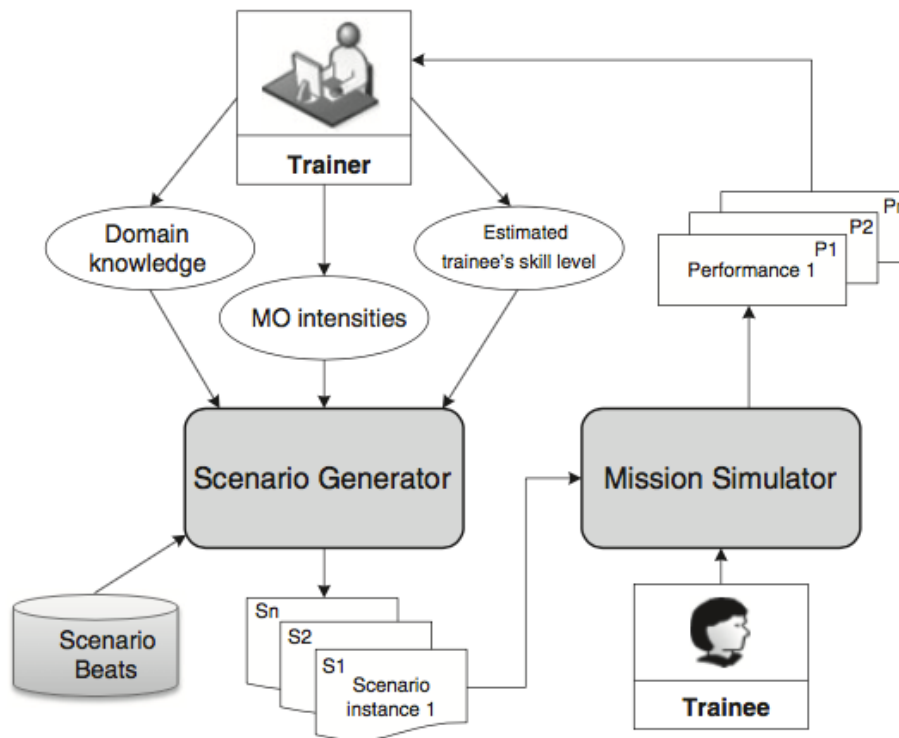 Trainer
Domain
knowledge
Estimated
trainee's skill level
MO intensities
P2
P1
Performance 1
Scenario Generator
Mission Simulator
Scenario
Beats
Sn
S2
S1
Scenario
instance 1
Trainee